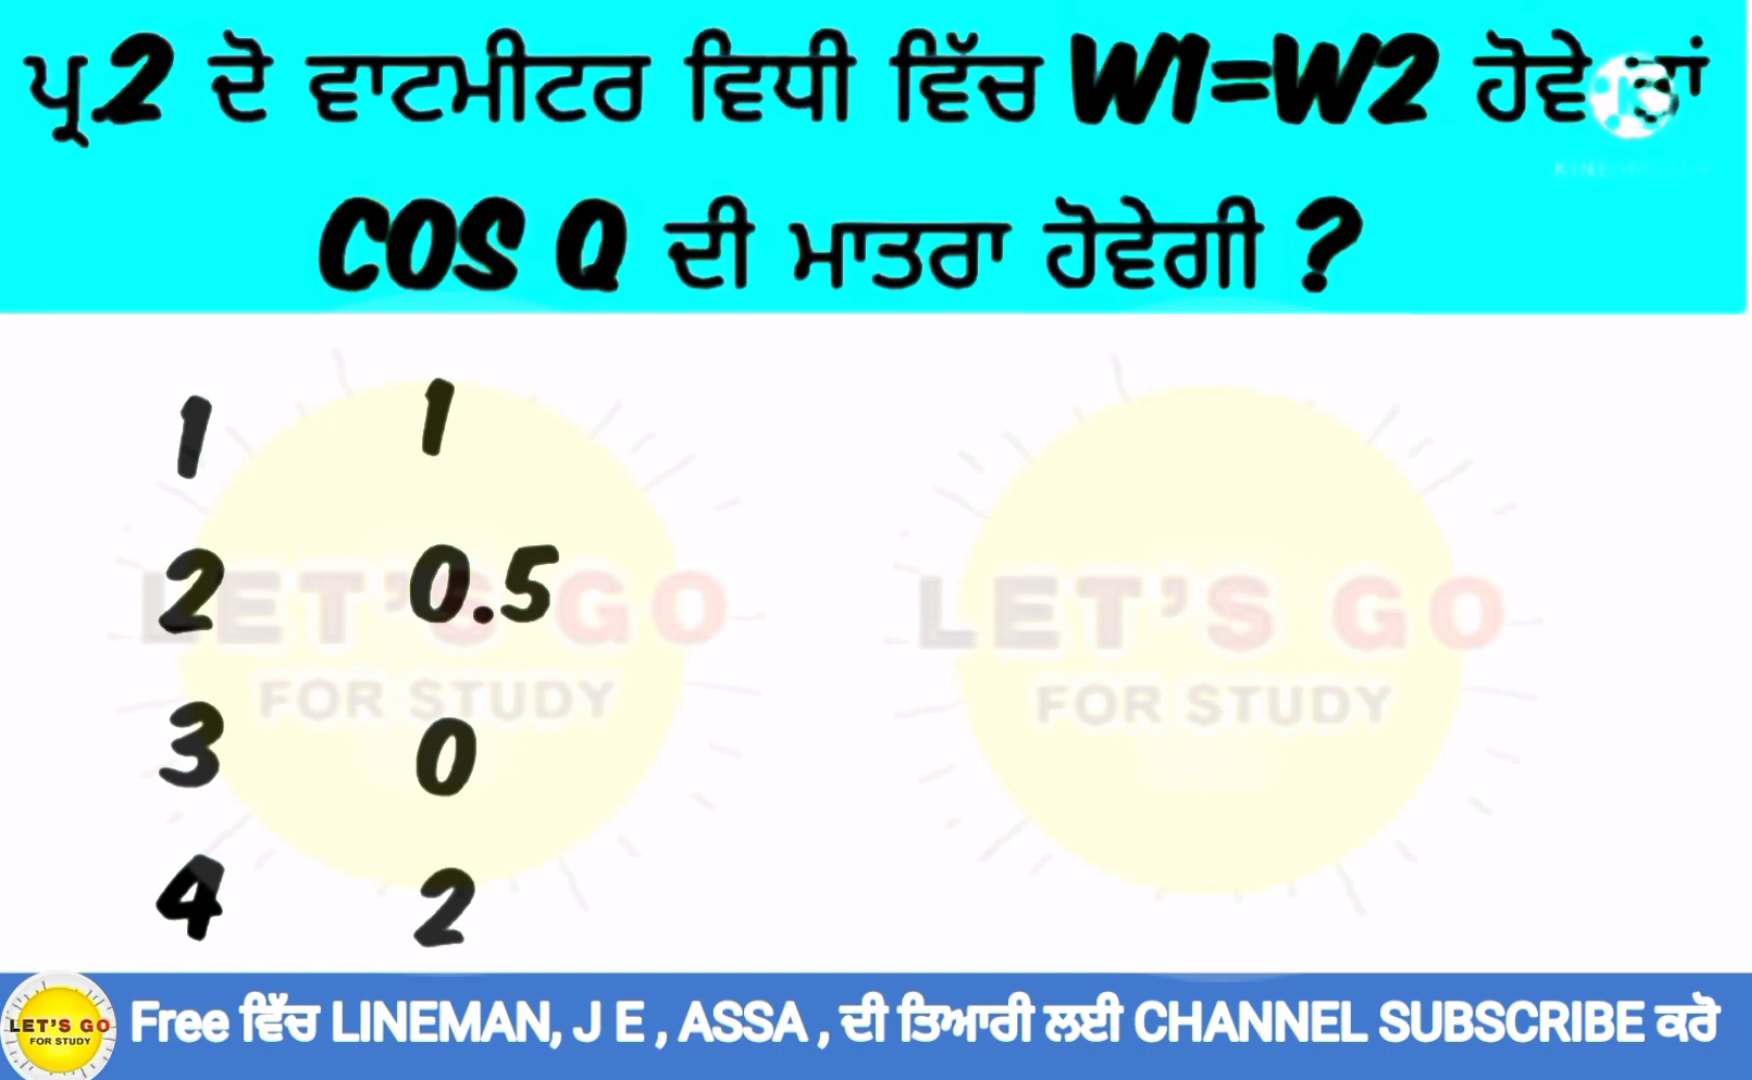 ਪ੍ਰ.2 ਦੋ ਵਾਟਮੀਟਰ ਵਿਧੀ ਵਿੱਚ W1=W2 ਹੋਵੇ
COS Q ਦੀ ਮਾਤਰਾ ਹੋਵੇਗੀ ?
1 1
2 0.5
3 0
4 2
LET'S GO LET'S GO
FOR STUDY FOR STUDY
LET'S GO
FOR STUDY
Free ਵਿੱਚ LINEMAN, J E , ASSA , ਦੀ ਤਿਆਰੀ ਲਈ CHANNEL SUBSCRIBE ਕਰੋ